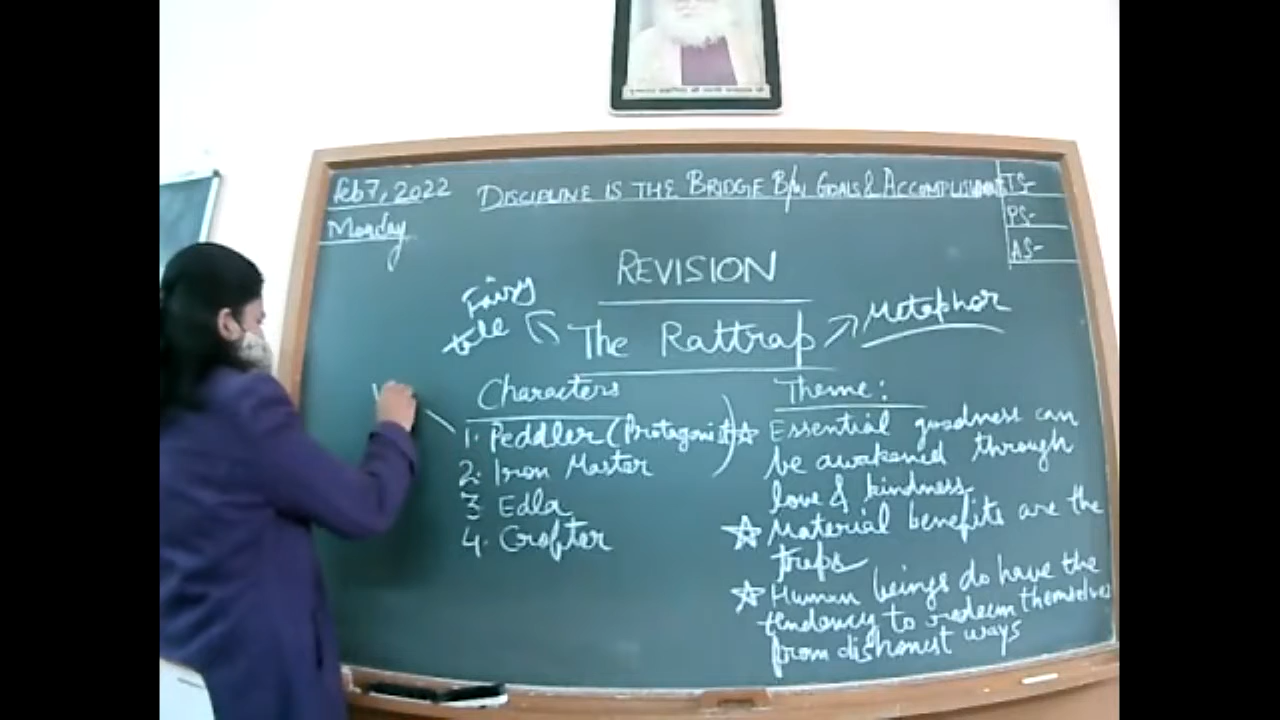 Feb 7, 2022
Monday
DISCIPLINE IS THE BRIDGE B/W GOALS & ACCOMPLISHMENTS
TS-
PS-
AS-
REVISION
Fairy
tale
The Rattrap
Metaphor
Characters
1. Peddler (Protagonist)
2. Iron Master
3. Edla
4. Crofter
Theme:
☆ Essential goodness can
be awakened through
love & kindness
☆ Material benefits are the
traps
☆ Human beings do have the
tendency to redeem themselves
from dishonest ways